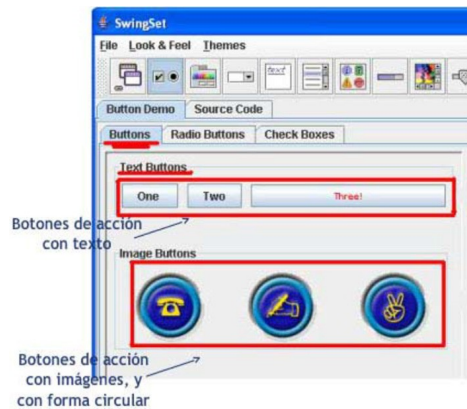 SwingSet
File Look & Feel Themes
text
Button Demo Source Code
Buttons Radio Buttons Check Boxes
Text Buttons
One Two Three!
Botones de acción
con texto
Image Buttons
Botones de acción
con imágenes, y
con forma circular